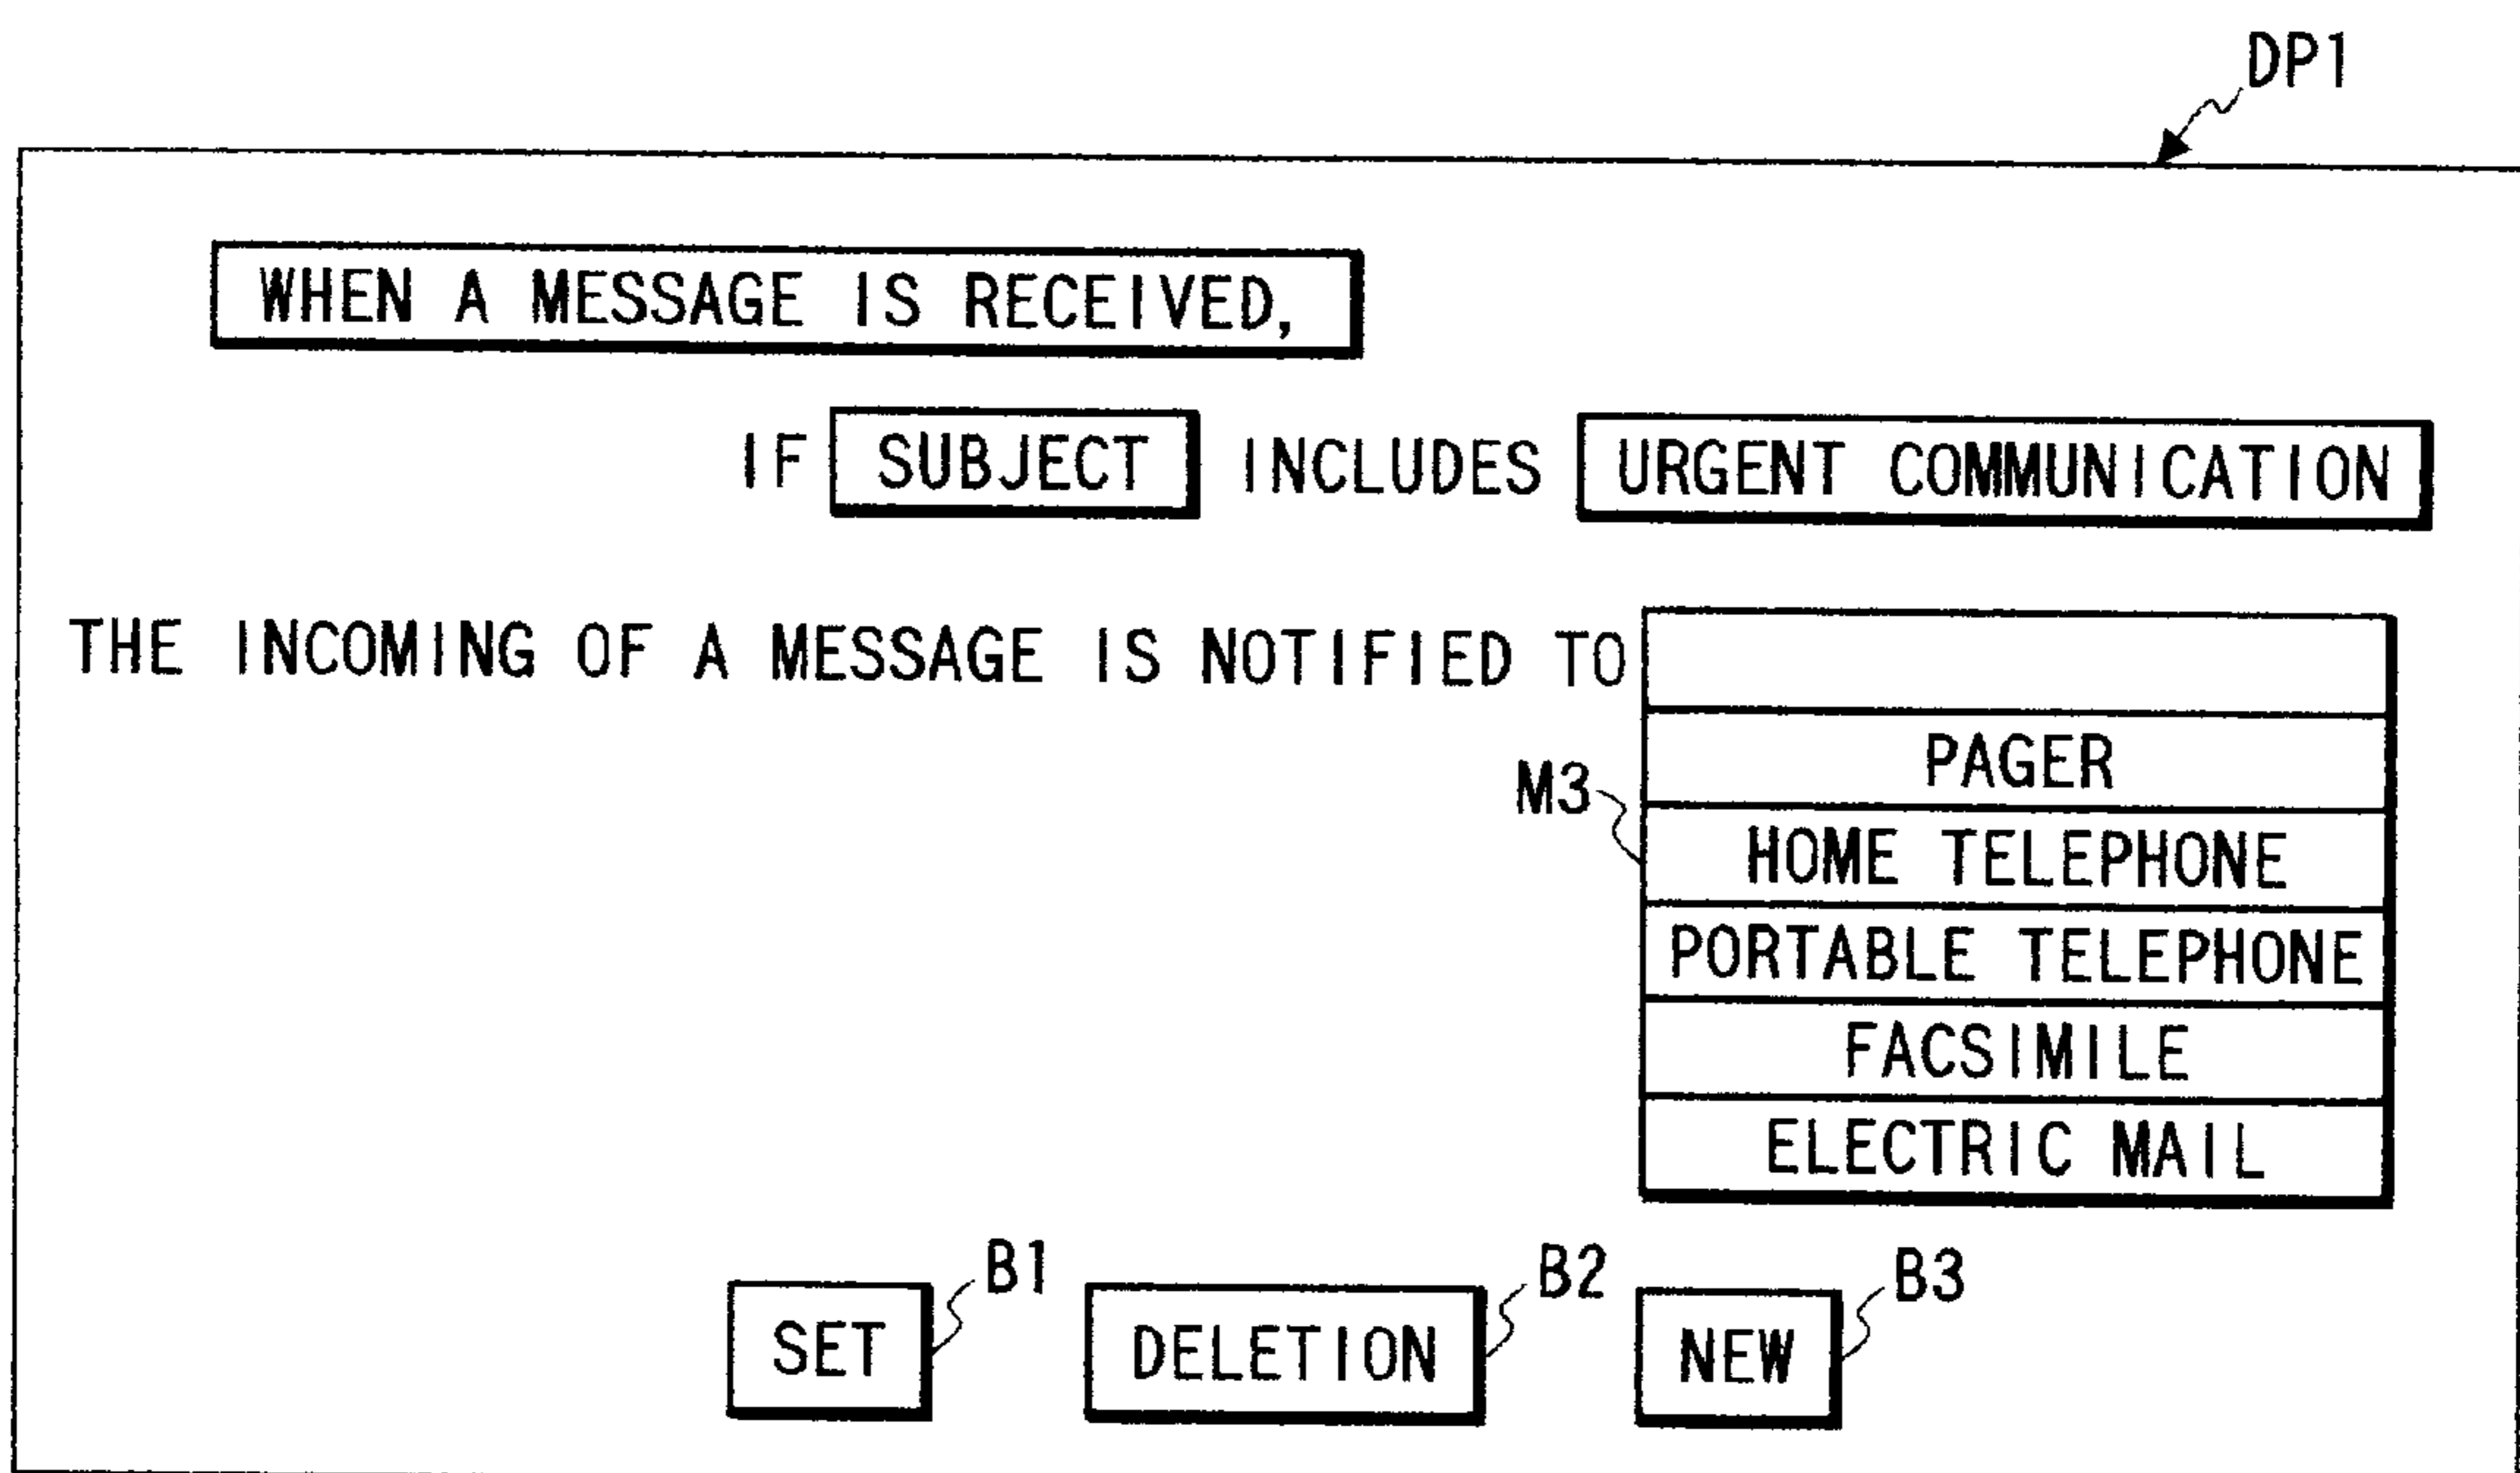 DP1
WHEN A MESSAGE IS RECEIVED,
IF SUBJECT INCLUDES URGENT COMMUNICATION
THE INCOMING OF A MESSAGE IS NOTIFIED TO
PAGER
M3
HOME TELEPHONE
PORTABLE TELEPHONE
FACSIMILE
ELECTRIC MAIL
B1 B2 B3
SET DELETION NEW